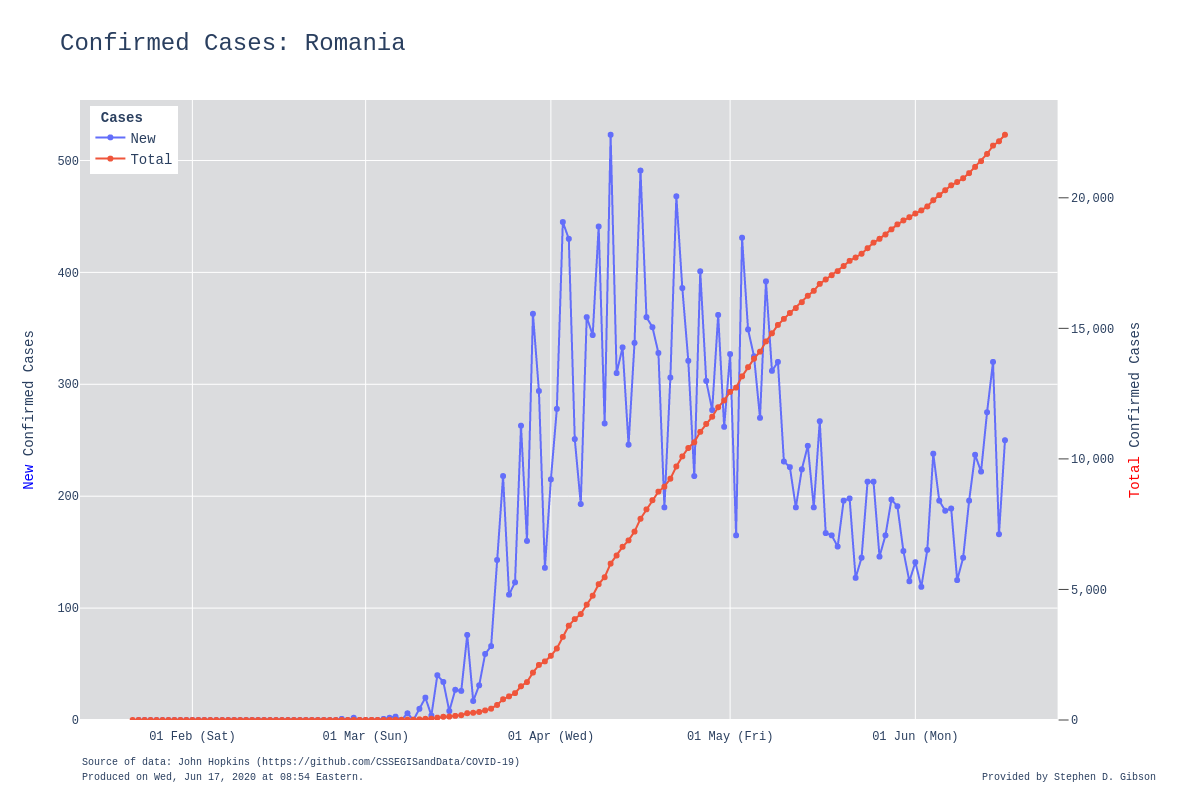 Confirmed Cases: Romania
Cases
New
Total
500
400
300
200
100
0
20,000
15,000
10,000
5,000
0
New Confirmed Cases
Total Confirmed Cases
01 Feb (Sat)
01 Mar (Sun)
01 Apr (Wed)
01 May (Fri)
01 Jun (Mon)
Source of data: John Hopkins (https://github.com/CSSEGISandData/COVID-19)
Produced on Wed, Jun 17, 2020 at 08:54 Eastern.
Provided by Stephen D. Gibson